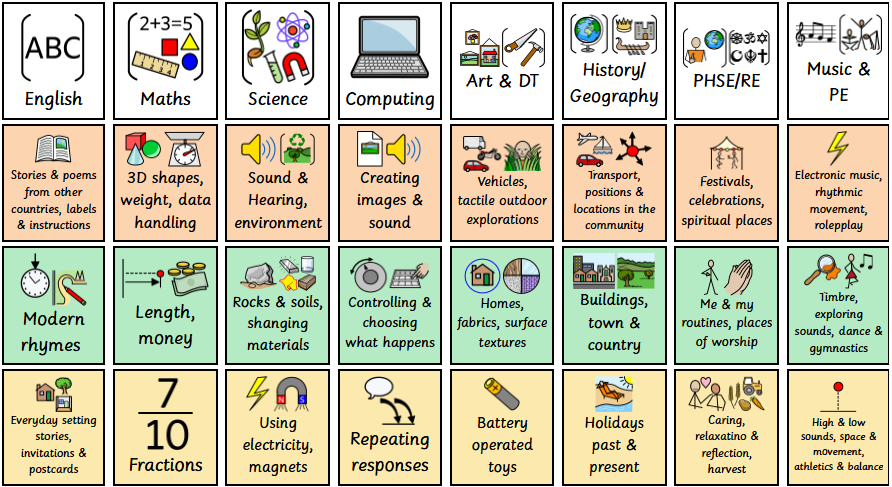 ABC
English
2+3=5
Maths
Science
Computing
Art & DT
History/
Geography
PHSE/RE
Music &
PE
Stories & poems
from other
countries, labels
& instructions
3D shapes,
weight, data
handling
Sound &
Hearing,
environment
Creating
images &
sound
Vehicles,
tactile outdoor
explorations
Transport,
positions &
locations in the
community
Festivals,
celebrations,
spiritual places
Electronic music,
rhythmic
movement,
rolepplay
Modern
rhymes
Length,
money
Rocks & soils,
shanging
materials
Controlling &
choosing
what happens
Homes,
fabrics, surface
textures
Buildings,
town &
country
Me & my
routines, places
of worship
Timbre,
exploring
sounds, dance &
gymnastics
Everyday setting
stories,
invitations &
postcards
7
10
Fractions
N S
Using
electricity,
magnets
Repeating
responses
Battery
operated
toys
Holidays
past &
present
Caring,
relaxatino &
reflection,
harvest
High & low
sounds, space &
movement,
athletics & balance